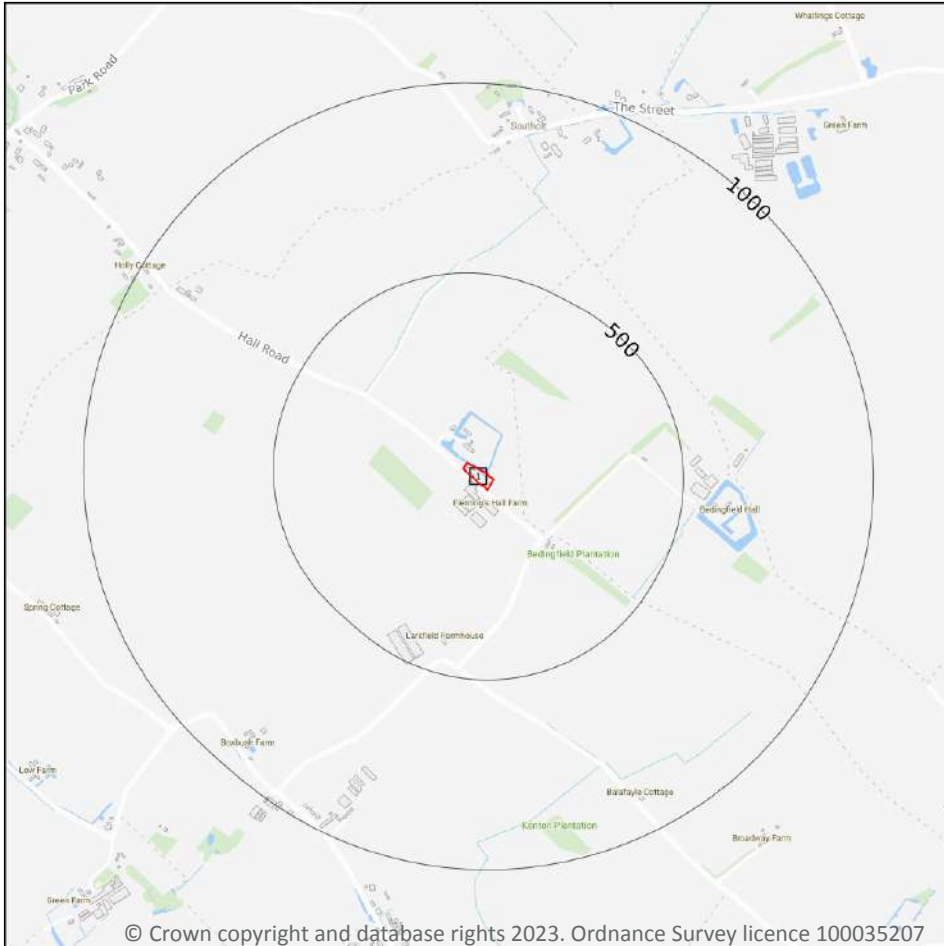 Whatlings Cottage
Park Road
The Street
Southolt
Green Farm
1000
Holly Cottage
500
Hall Road
1
Fleming's Hall Farm
Bedingfield Hall
Bedingfield Plantation
Spring Cottage
Larkfield Farmhouse
Boxbush Farm
Low Farm
Balafayle Cottage
Kenton Plantation
Broadway Farm
Green Farm
© Crown copyright and database rights 2023. Ordnance Survey licence 100035207